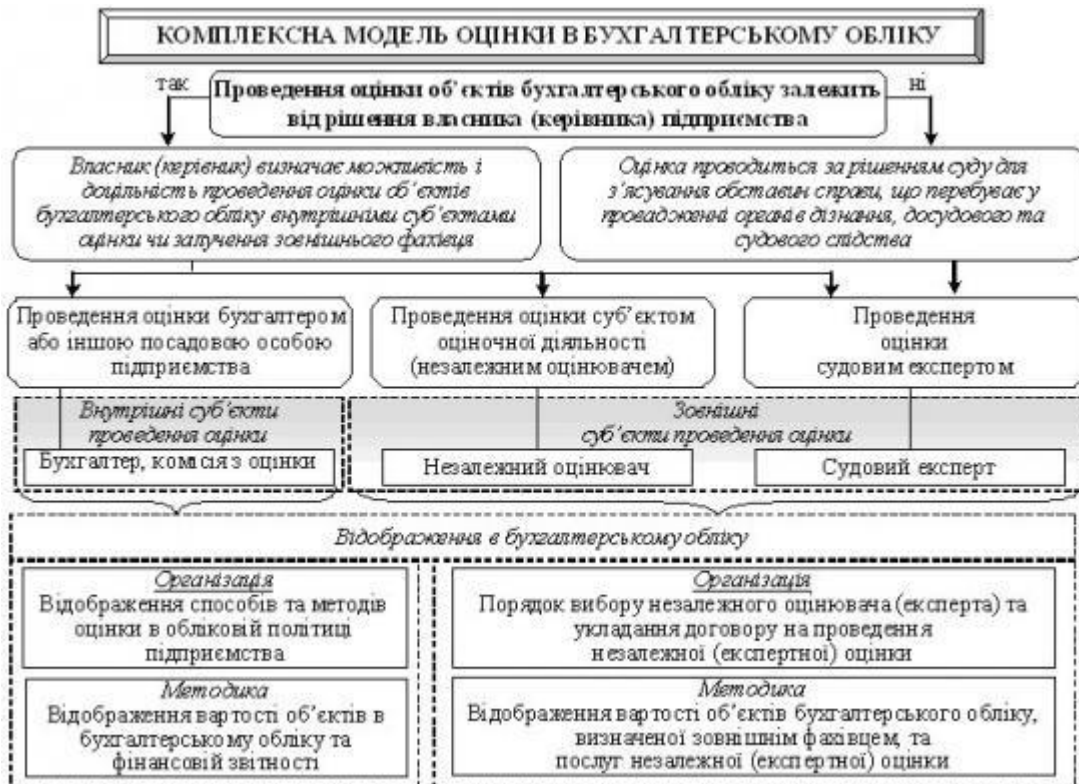 КОМПЛЕКСНА МОДЕЛЬ ОЦІНКИ В БУХГАЛТЕРСЬКОМУ ОБЛІКУ
так
ні
Проведення оцінки об’єктів бухгалтерського обліку залежить
від рішення власника (керівника) підприємства
Власник (керівник) визначає можливість і
доцільність проведення оцінки об’єктів
бухгалтерського обліку внутрішніми суб’єктами
оцінки чи залучення зовнішнього фахівця
Оцінка проводиться за рішенням суду для
з’ясування обставин справи, що перебуває у
провадженні органів дізнання, досудового та
судового слідства
Проведення оцінки бухгалтером
або іншою посадовою особою
підприємства
Проведення оцінки суб’єктом
оціночної діяльності
(незалежним оцінювачем)
Проведення
оцінки
судовим експертом
Внутрішні суб’єкти
проведення оцінки
Зовнішні
суб’єкти проведення оцінки
Бухгалтер, комісія з оцінки
Незалежний оцінювач
Судовий експерт
Відображення в бухгалтерському обліку
Організація
Відображення способів та методів
оцінки в обліковій політиці
підприємства
Організація
Порядок вибору незалежного оцінювача (експерта) та
укладання договору на проведення
незалежної (експертної) оцінки
Методика
Відображення вартості об’єктів в
бухгалтерському обліку та
фінансовій звітності
Методика
Відображення вартості об’єктів бухгалтерського обліку,
визначеної зовнішнім фахівцем, та
послуг незалежної (експертної) оцінки